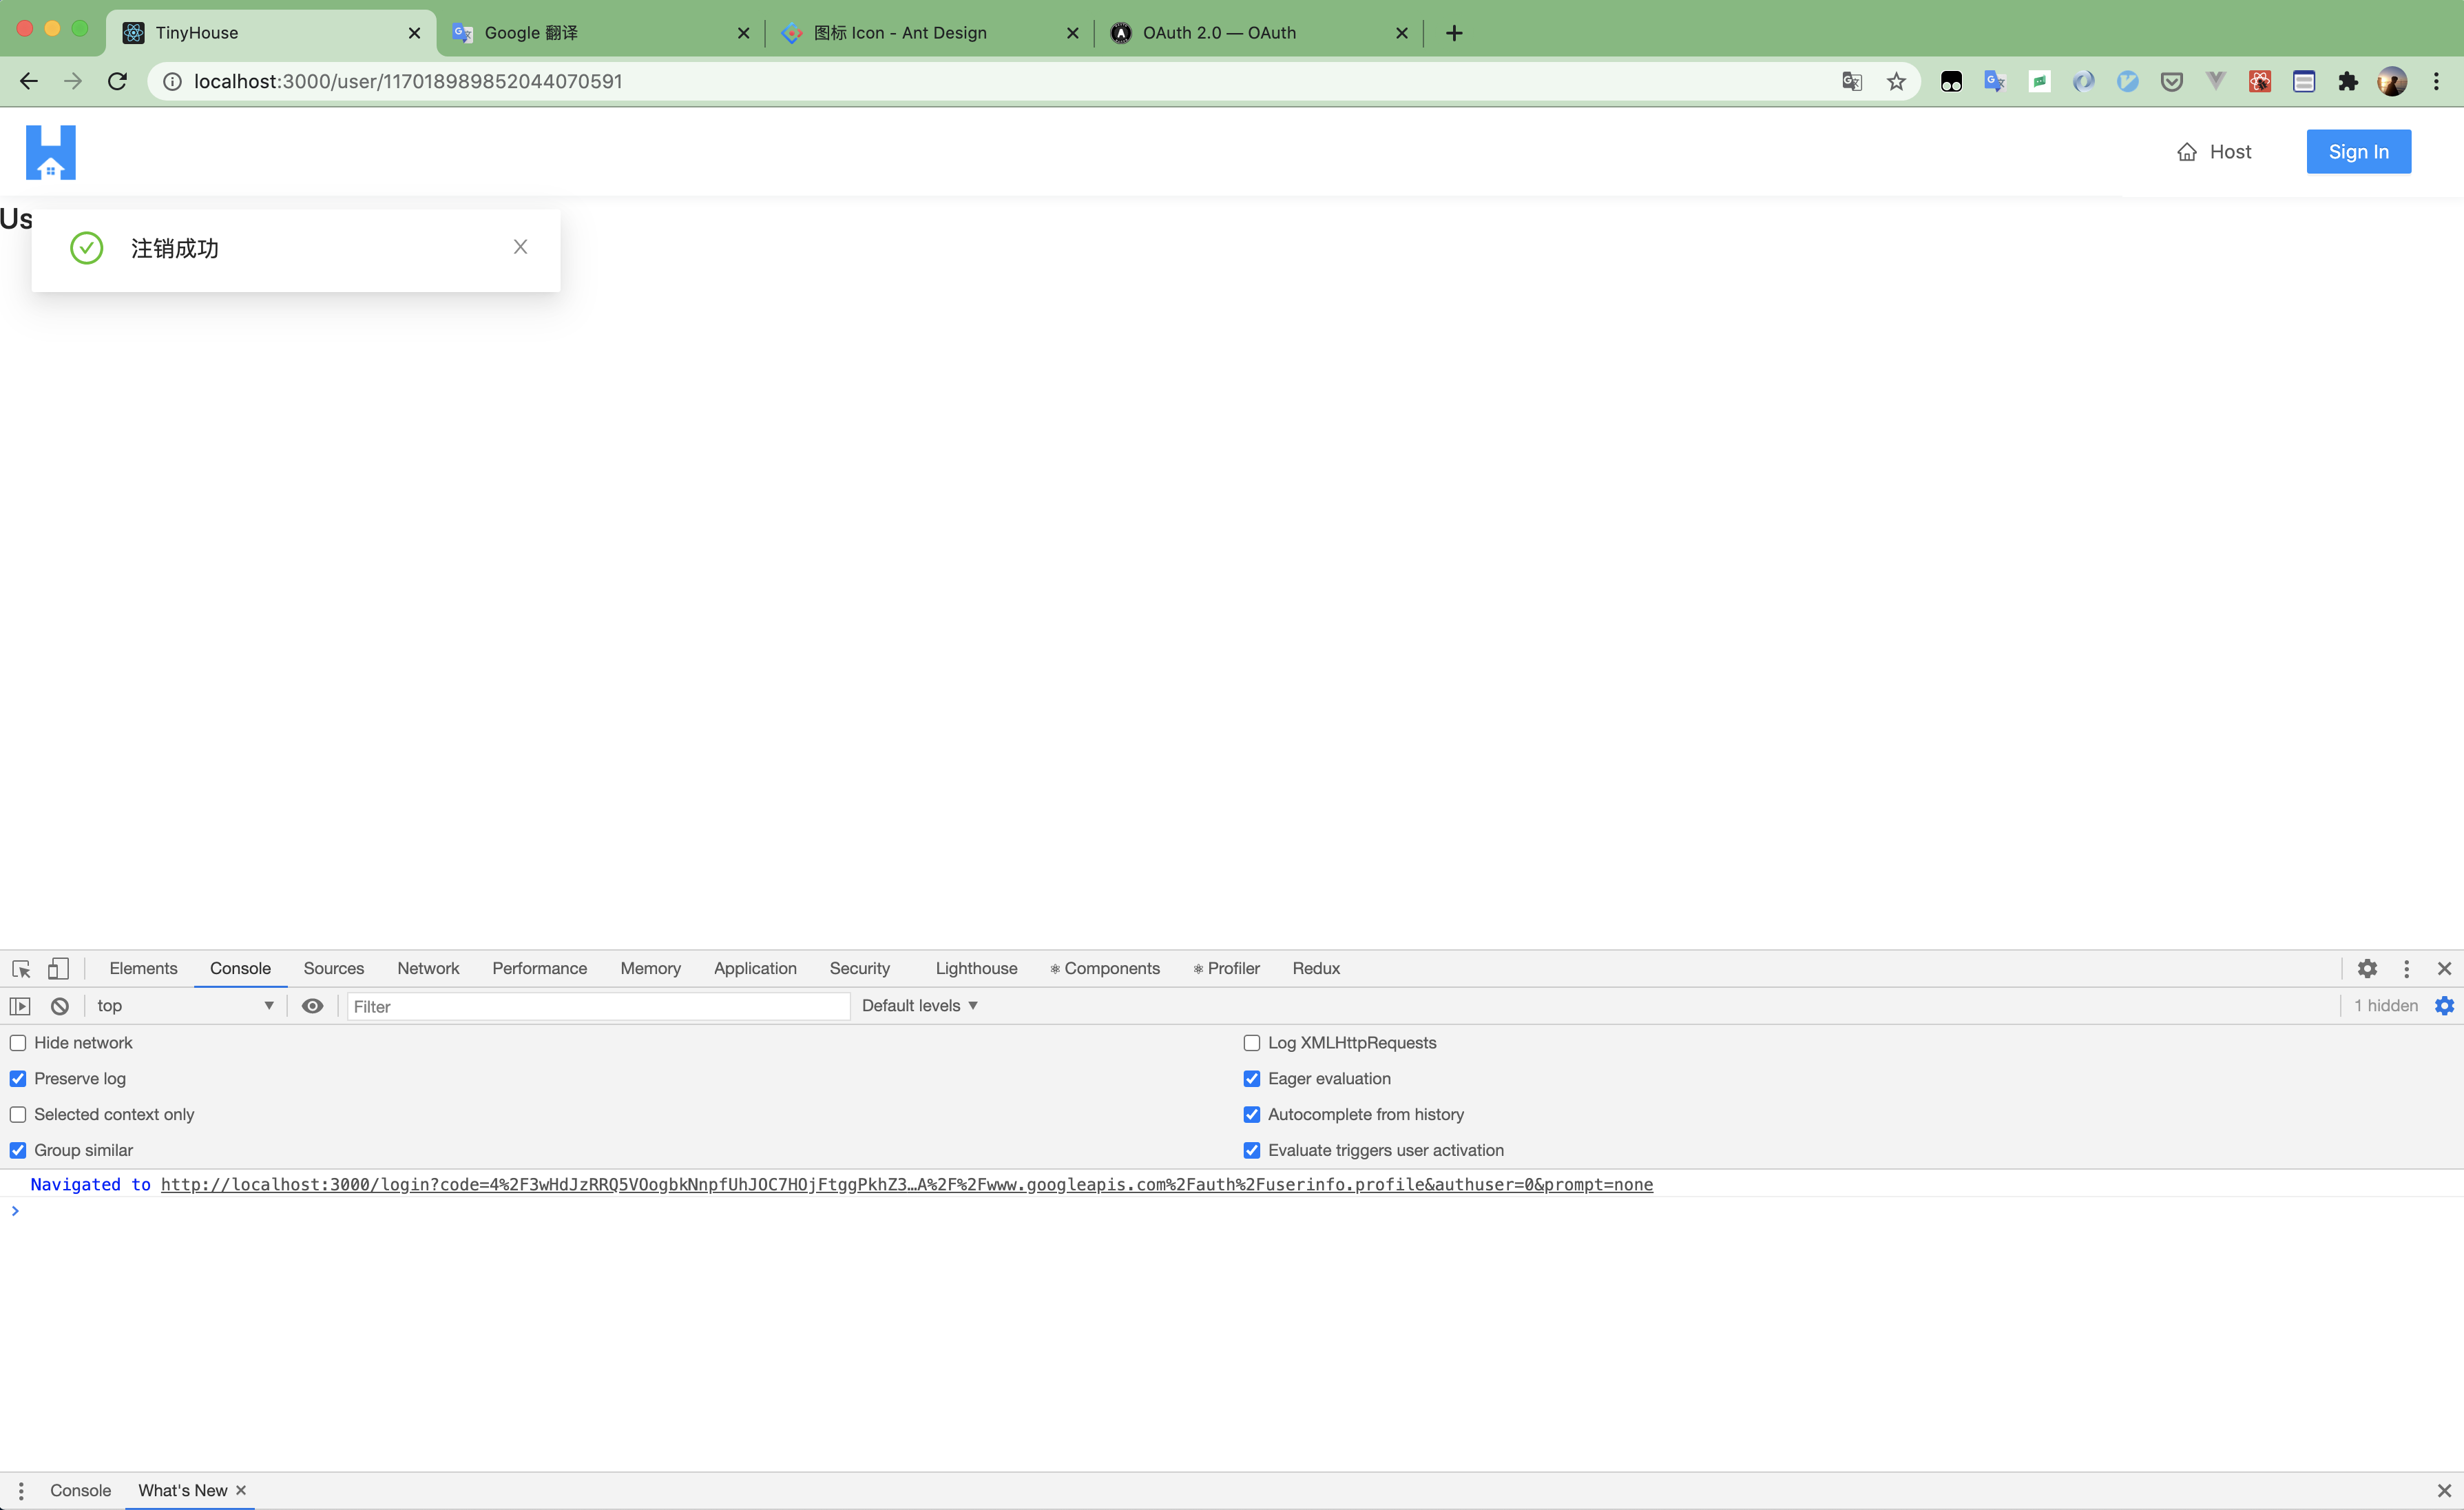 TinyHouse
Google 翻译
图标 Icon - Ant Design
OAuth 2.0 — OAuth
localhost:3000/user/117018989852044070591
Host
Sign In
Us
注销成功
Elements Console Sources Network Performance Memory Application Security Lighthouse Components Profiler Redux
top Filter Default levels 1 hidden
Hide network
Log XMLHttpRequests
Preserve log
Eager evaluation
Selected context only
Autocomplete from history
Group similar
Evaluate triggers user activation
Navigated to http://localhost:3000/login?code=4%2F3wHdJzRRQ5VOogbkNnpfUhJOC7HOjFtggPkhZ3…A%2F%2Fwww.googleapis.com%2Fauth%2Fuserinfo.profile&authuser=0&prompt=none
Console What's New